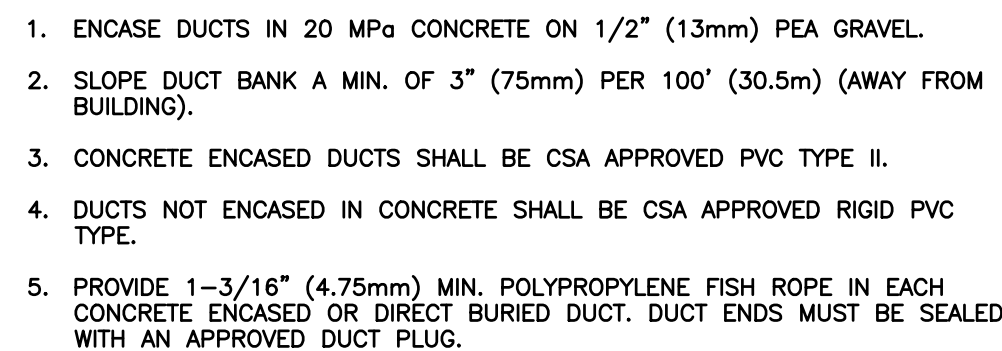 1. ENCASE DUCTS IN 20 MPa CONCRETE ON 1/2" (13mm) PEA GRAVEL.
2. SLOPE DUCT BANK A MIN. OF 3" (75mm) PER 100' (30.5m) (AWAY FROM
BUILDING).
3. CONCRETE ENCASED DUCTS SHALL BE CSA APPROVED PVC TYPE II.
4. DUCTS NOT ENCASED IN CONCRETE SHALL BE CSA APPROVED RIGID PVC
TYPE.
5. PROVIDE 1-3/16" (4.75mm) MIN. POLYPROPYLENE FISH ROPE IN EACH
CONCRETE ENCASED OR DIRECT BURIED DUCT. DUCT ENDS MUST BE SEALED
WITH AN APPROVED DUCT PLUG.